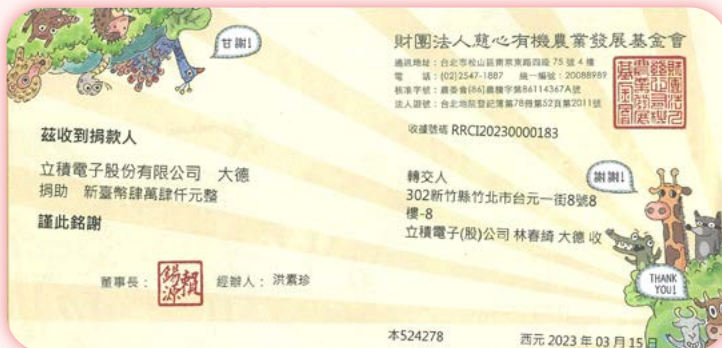 甘謝!
財團法人慈心有機農業發展基金會
通訊地址：台北市松山區南京東路四段 75 號 4 樓
電　話：(02)2547-1887　統一編號：20088989
核准字號：農委會(86)農糧字第86114367A號
法人證號：台北地院登記簿第78冊第52頁第2011號
收據號碼 RRCI20230000183
茲收到捐款人
立積電子股份有限公司　大德
捐助　新臺幣肆萬肆仟元整
謹此銘謝
轉交人
302新竹縣竹北市台元一街8號8
樓-8
立積電子(股)公司 林春綺 大德 收
謝謝!
董事長：
賴錫源
經辦人：洪素珍
THANK
YOU!
本524278
西元 2023 年 03 月 15 日